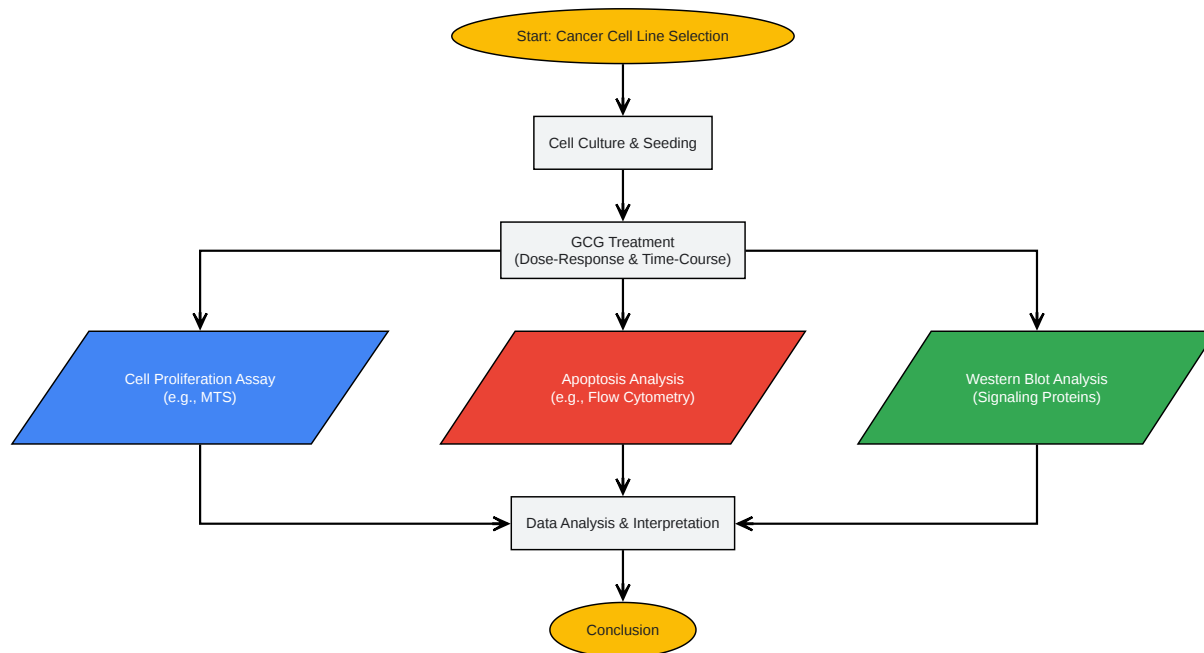 Start: Cancer Cell Line Selection
Cell Culture & Seeding
GCG Treatment
(Dose-Response & Time-Course)
Cell Proliferation Assay
(e.g., MTS)
Apoptosis Analysis
(e.g., Flow Cytometry)
Western Blot Analysis
(Signaling Proteins)
Data Analysis & Interpretation
Conclusion